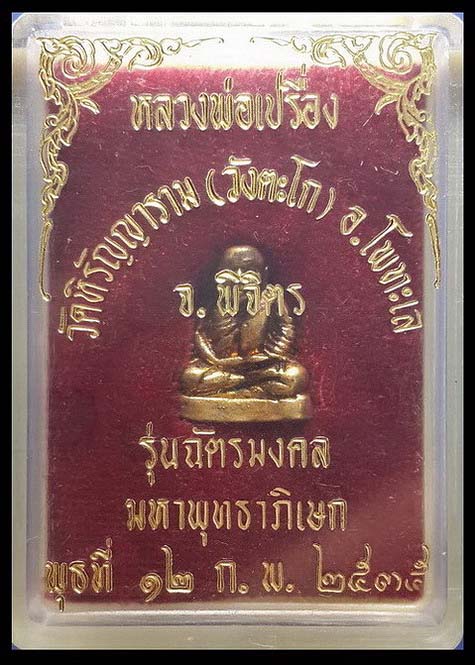 หลวงพ่อเปรื่อง
วัดหิรัญญาราม (วังตะโก) อ. โพทะเล
จ. พิจิตร
รุ่นฉัตรมงคล
มหาพุทธาภิเษก
พุธที่ ๑๒ ก. พ. ๒๕๓๕